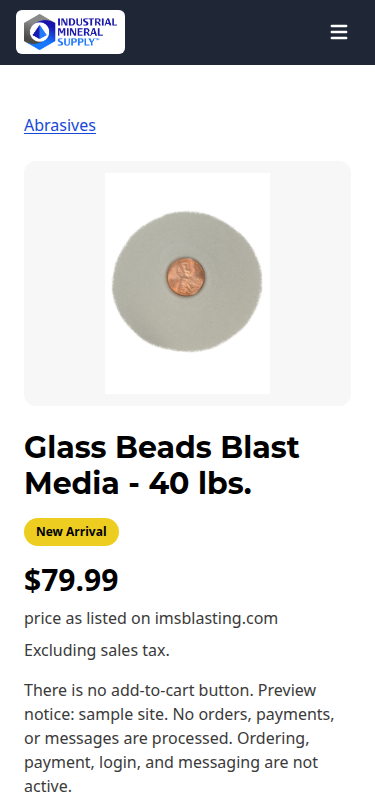 INDUSTRIAL
MINERAL
SUPPLY™
Abrasives
Glass Beads Blast
Media - 40 lbs.
New Arrival
$79.99
price as listed on imsblasting.com
Excluding sales tax.
There is no add-to-cart button. Preview
notice: sample site. No orders, payments,
or messages are processed. Ordering,
payment, login, and messaging are not
active.